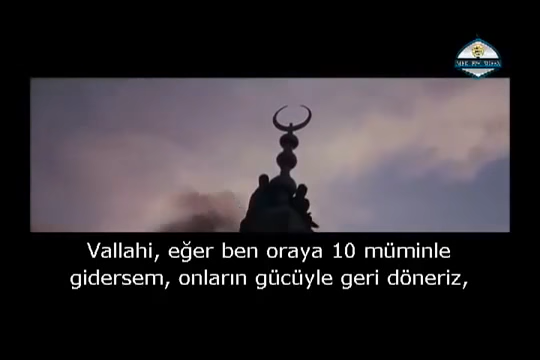 Vallahi, eğer ben oraya 10 müminle
gidersem, onların gücüyle geri döneriz,